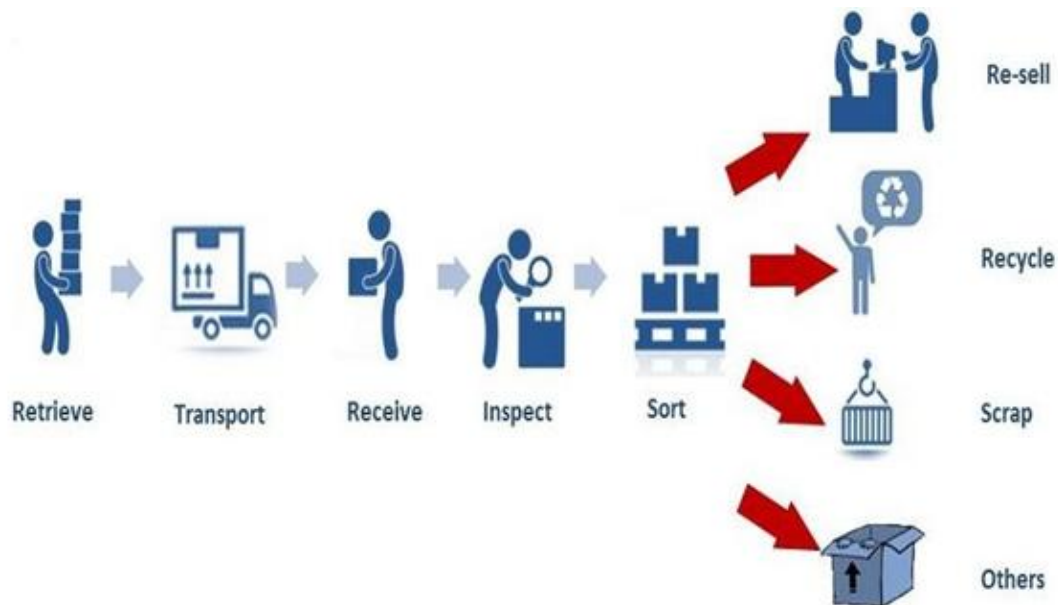 Retrieve
Transport
Receive
Inspect
Sort
Re-sell
Recycle
Scrap
Others